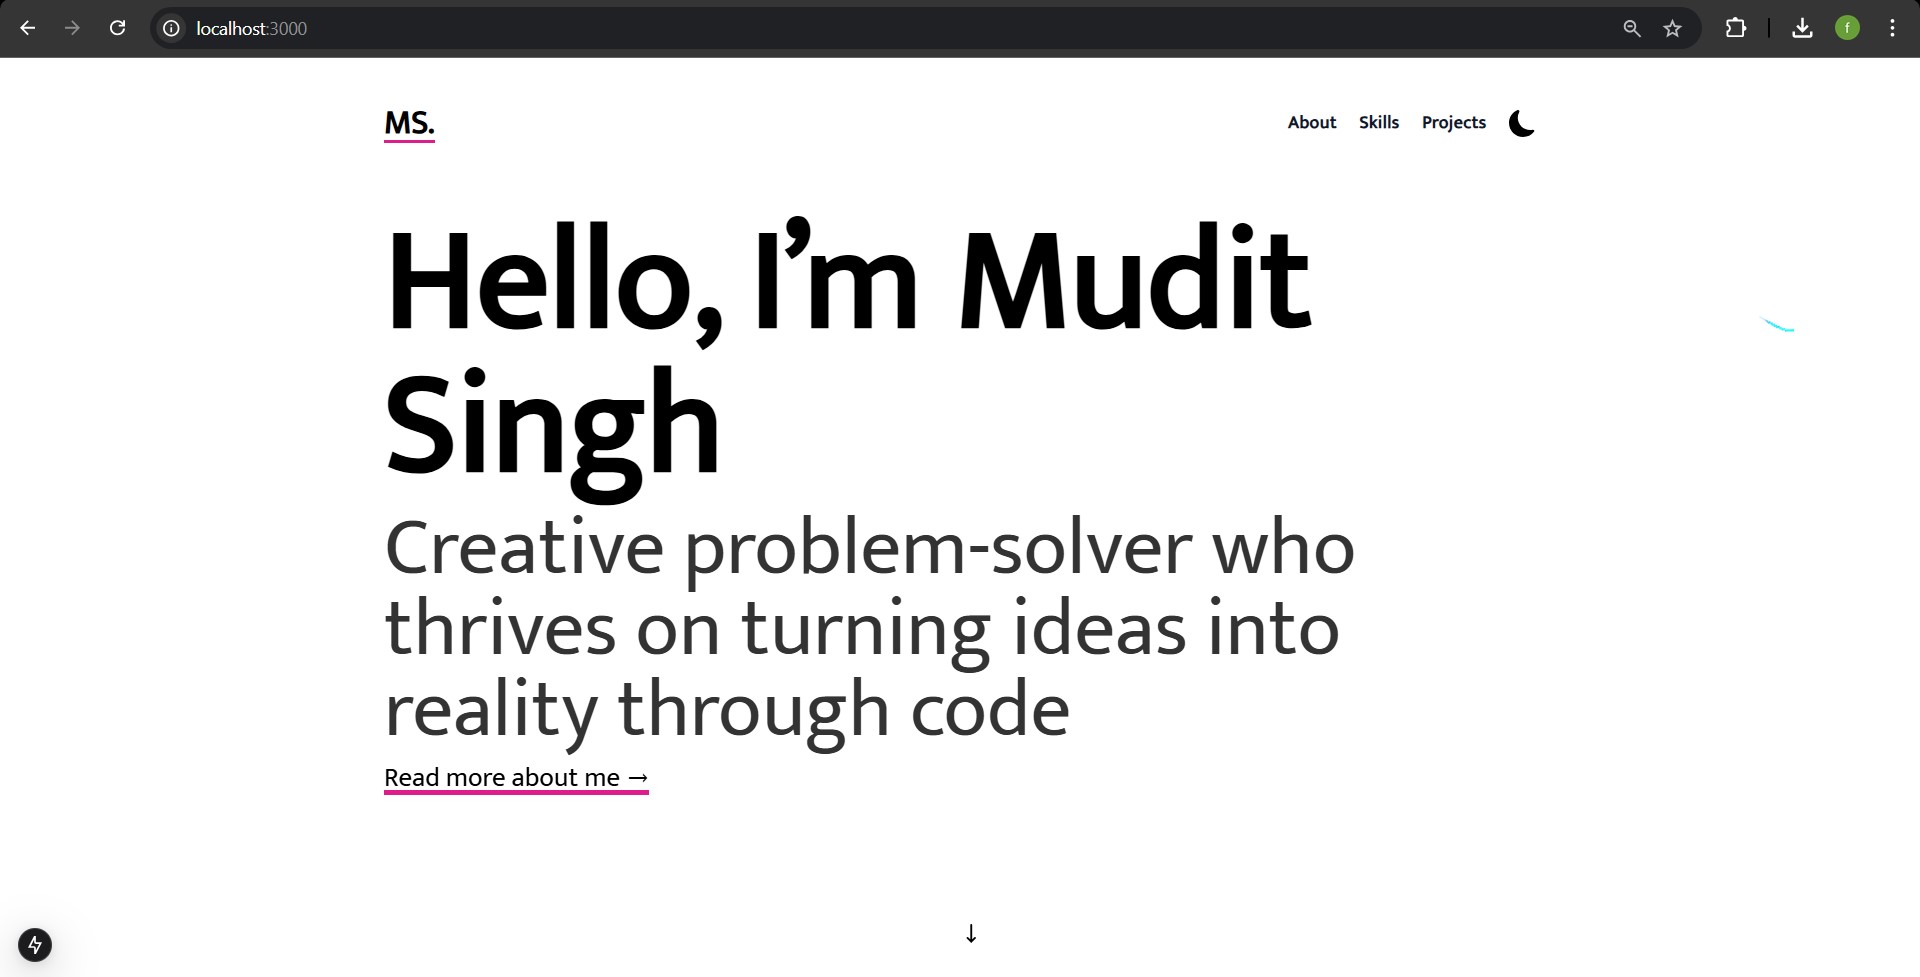 localhost:3000
f
MS.
About Skills Projects
Hello, I’m Mudit
Singh
Creative problem-solver who
thrives on turning ideas into
reality through code
Read more about me →
↓